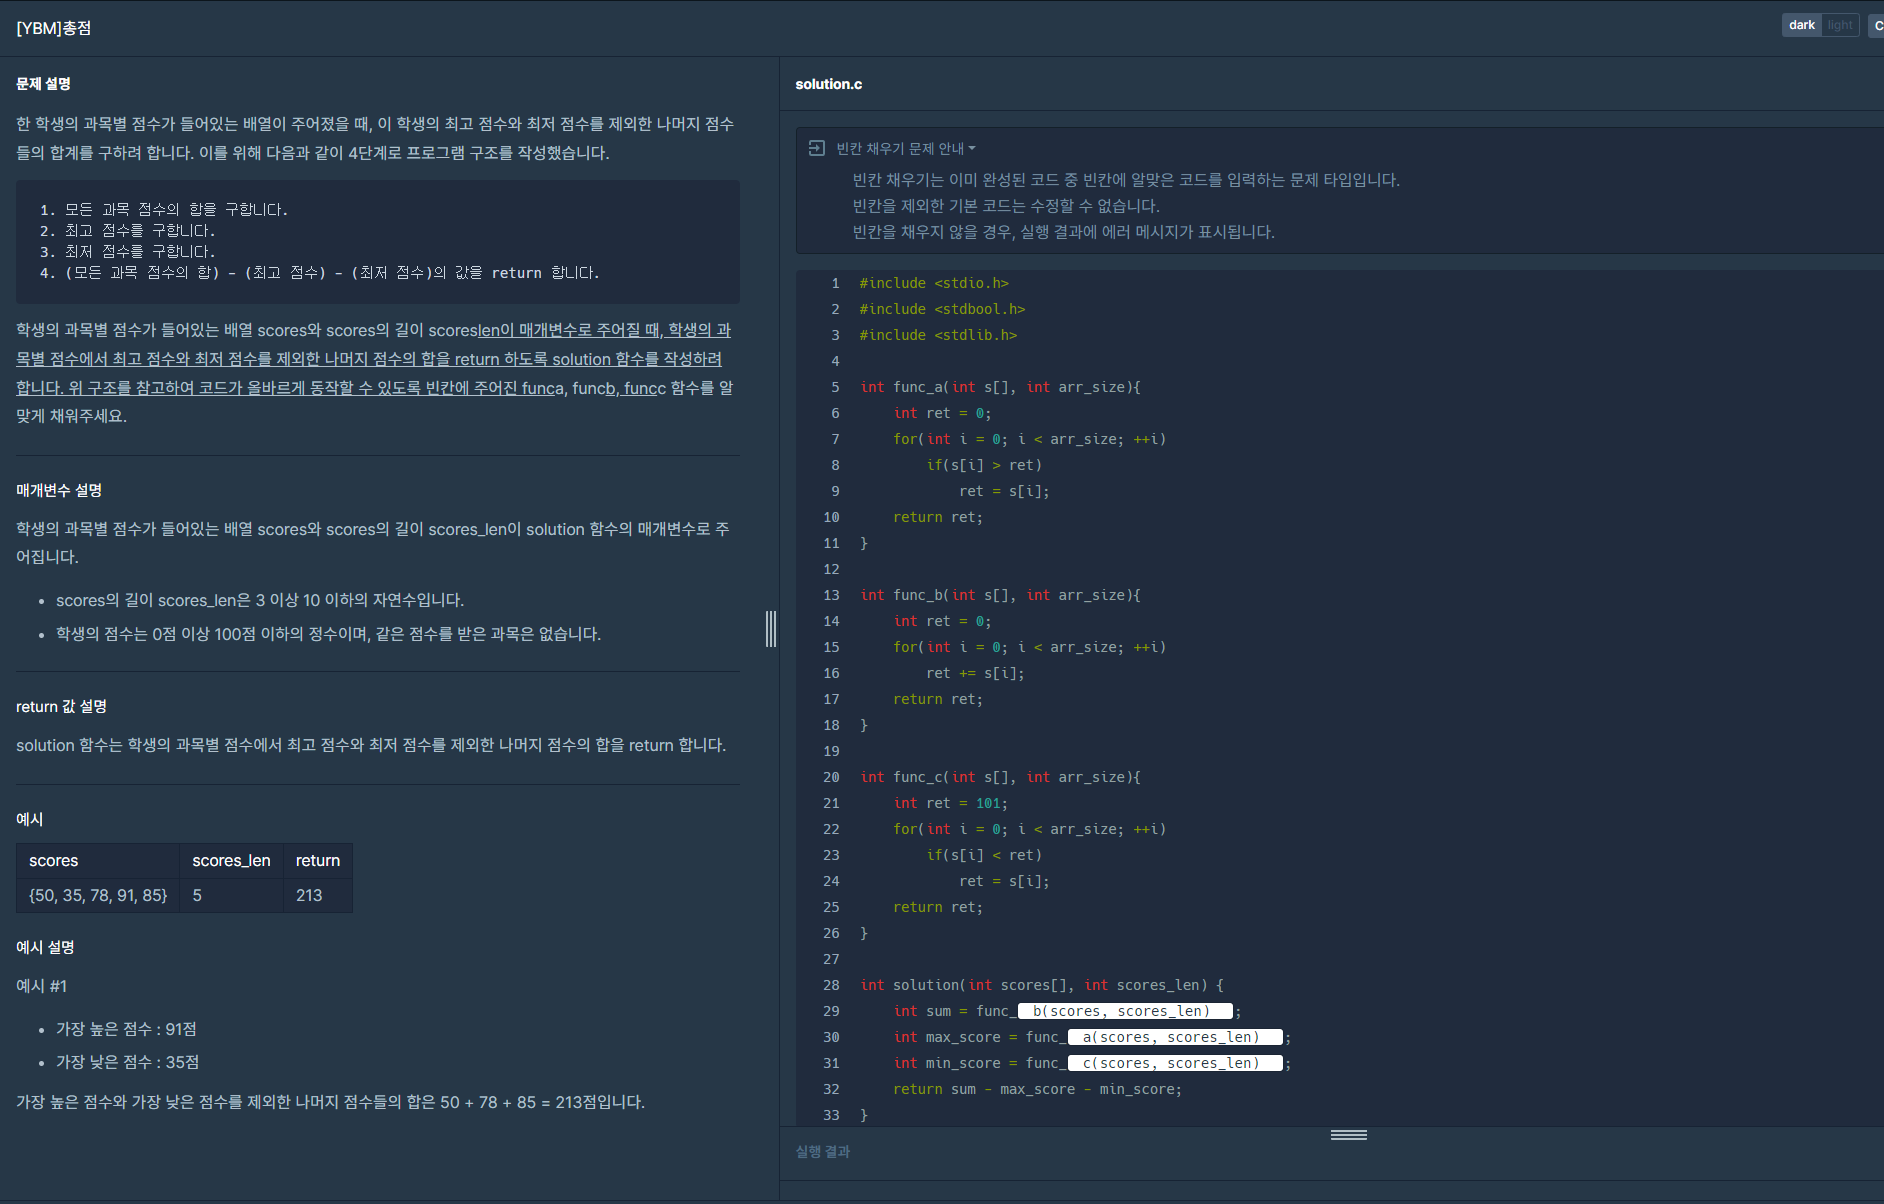 [YBM]총점
dark light C
문제 설명
한 학생의 과목별 점수가 들어있는 배열이 주어졌을 때, 이 학생의 최고 점수와 최저 점수를 제외한 나머지 점수
들의 합계를 구하려 합니다. 이를 위해 다음과 같이 4단계로 프로그램 구조를 작성했습니다.
1. 모든 과목 점수의 합을 구합니다.
2. 최고 점수를 구합니다.
3. 최저 점수를 구합니다.
4. (모든 과목 점수의 합) - (최고 점수) - (최저 점수)의 값을 return 합니다.
학생의 과목별 점수가 들어있는 배열 scores와 scores의 길이 scoreslen이 매개변수로 주어질 때, 학생의 과
목별 점수에서 최고 점수와 최저 점수를 제외한 나머지 점수의 합을 return 하도록 solution 함수를 작성하려
합니다. 위 구조를 참고하여 코드가 올바르게 동작할 수 있도록 빈칸에 주어진 funca, funcb, funcc 함수를 알
맞게 채워주세요.
매개변수 설명
학생의 과목별 점수가 들어있는 배열 scores와 scores의 길이 scores_len이 solution 함수의 매개변수로 주
어집니다.
• scores의 길이 scores_len은 3 이상 10 이하의 자연수입니다.
• 학생의 점수는 0점 이상 100점 이하의 정수이며, 같은 점수를 받은 과목은 없습니다.
return 값 설명
solution 함수는 학생의 과목별 점수에서 최고 점수와 최저 점수를 제외한 나머지 점수의 합을 return 합니다.
예시
scores scores_len return
{50, 35, 78, 91, 85} 5 213
예시 설명
예시 #1
• 가장 높은 점수 : 91점
• 가장 낮은 점수 : 35점
가장 높은 점수와 가장 낮은 점수를 제외한 나머지 점수들의 합은 50 + 78 + 85 = 213점입니다.
solution.c
빈칸 채우기 문제 안내
빈칸 채우기는 이미 완성된 코드 중 빈칸에 알맞은 코드를 입력하는 문제 타입입니다.
빈칸을 제외한 기본 코드는 수정할 수 없습니다.
빈칸을 채우지 않을 경우, 실행 결과에 에러 메시지가 표시됩니다.
1 #include <stdio.h>
2 #include <stdbool.h>
3 #include <stdlib.h>
4
5 int func_a(int s[], int arr_size){
6 int ret = 0;
7 for(int i = 0; i < arr_size; ++i)
8 if(s[i] > ret)
9 ret = s[i];
10 return ret;
11 }
12
13 int func_b(int s[], int arr_size){
14 int ret = 0;
15 for(int i = 0; i < arr_size; ++i)
16 ret += s[i];
17 return ret;
18 }
19
20 int func_c(int s[], int arr_size){
21 int ret = 101;
22 for(int i = 0; i < arr_size; ++i)
23 if(s[i] < ret)
24 ret = s[i];
25 return ret;
26 }
27
28 int solution(int scores[], int scores_len) {
29 int sum = func_b(scores, scores_len);
30 int max_score = func_a(scores, scores_len);
31 int min_score = func_c(scores, scores_len);
32 return sum - max_score - min_score;
33 }
실행 결과